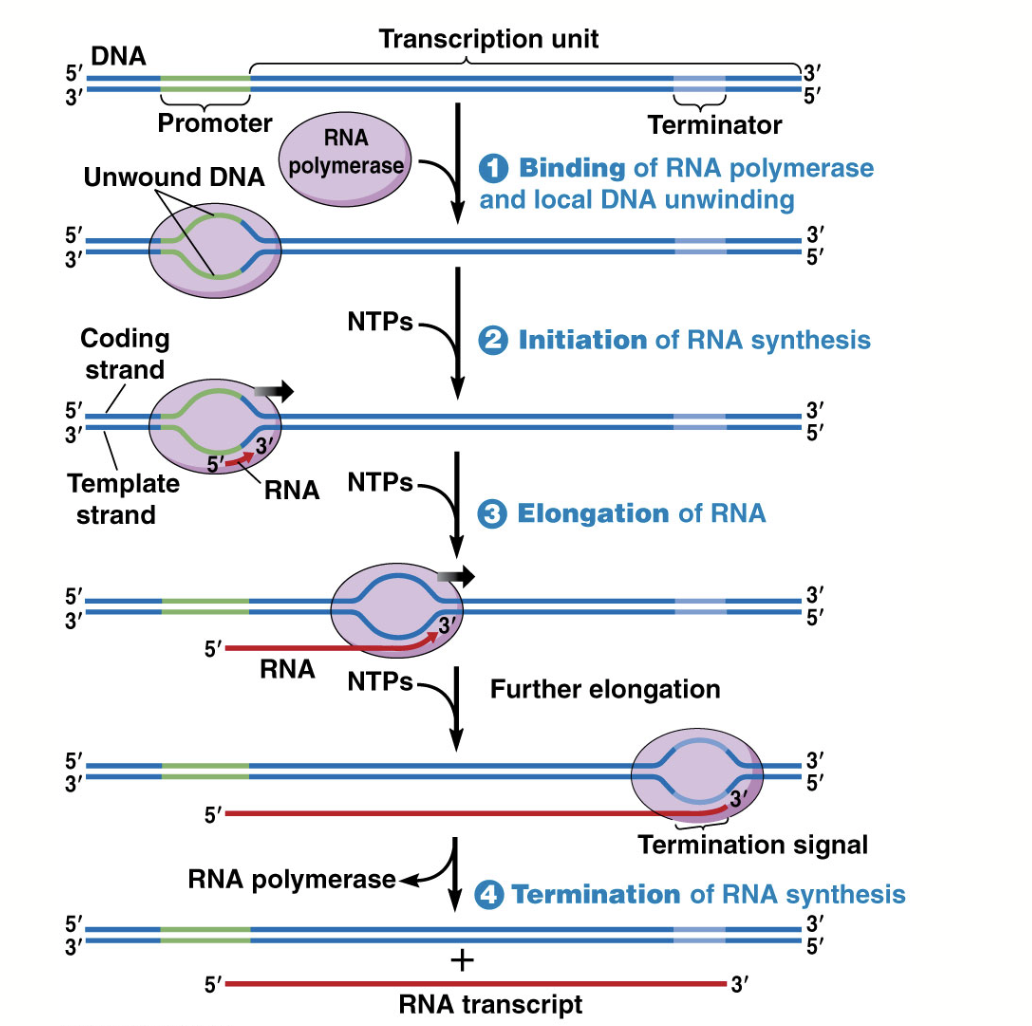 Transcription unit
DNA
5′ 3′
3′ 5′
Promoter
Terminator
RNA
polymerase
1 Binding of RNA polymerase
and local DNA unwinding
Unwound DNA
5′ 3′
3′ 5′
NTPs
2 Initiation of RNA synthesis
Coding
strand
5′ 3′
3′ 5′
3′
5′
RNA
Template
strand
NTPs
3 Elongation of RNA
5′ 3′
3′ 5′
3′
5′
RNA
NTPs
Further elongation
5′ 3′
3′ 5′
3′
5′
Termination signal
RNA polymerase
4 Termination of RNA synthesis
5′ 3′
3′ 5′
+
5′ 3′
RNA transcript